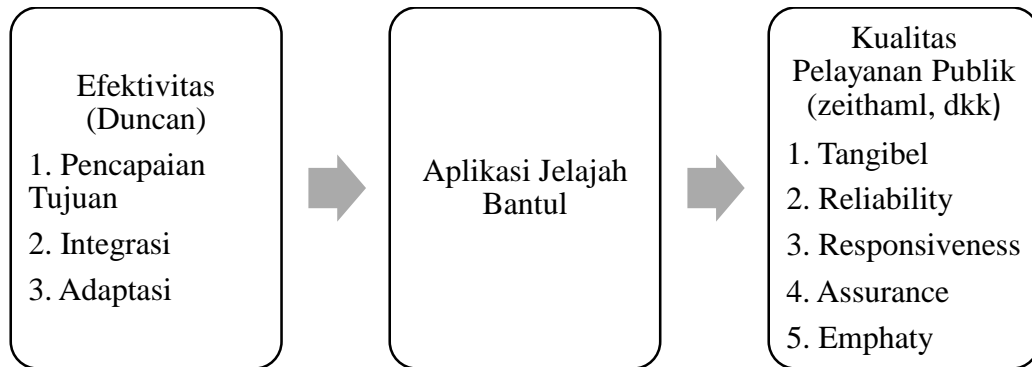 Efektivitas
(Duncan)
1. Pencapaian
Tujuan
2. Integrasi
3. Adaptasi
Aplikasi Jelajah
Bantul
Kualitas
Pelayanan Publik
(zeithaml, dkk)
1. Tangibel
2. Reliability
3. Responsiveness
4. Assurance
5. Emphaty